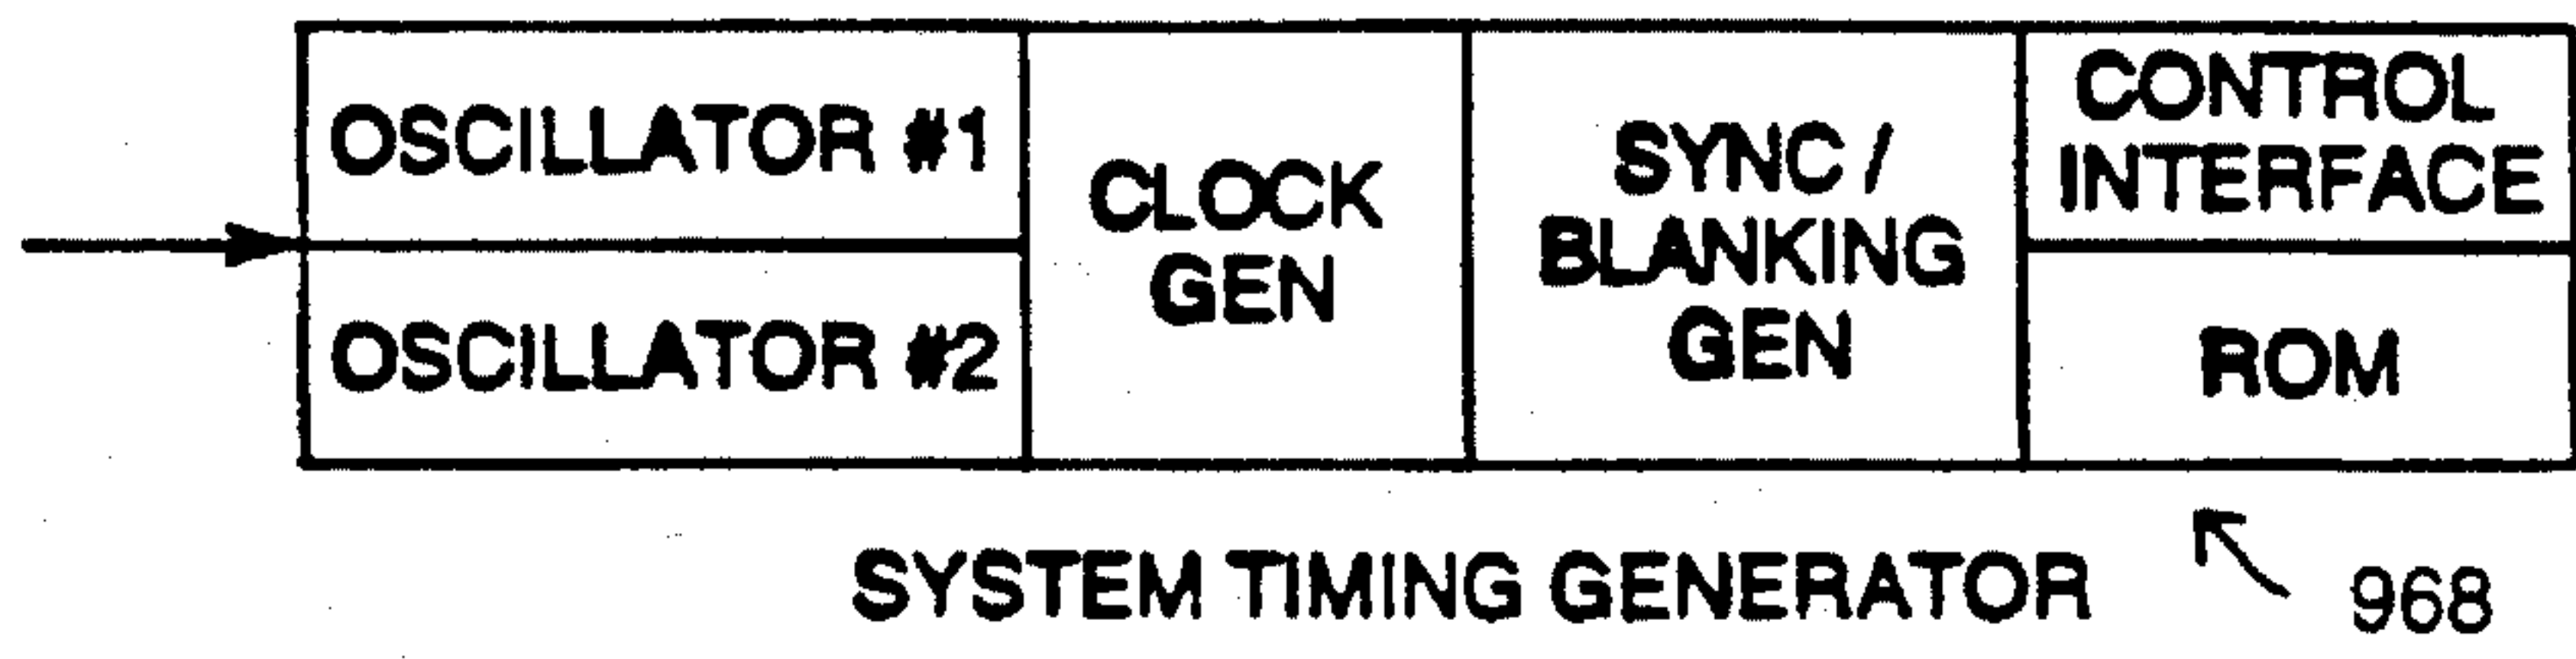 OSCILLATOR #1
OSCILLATOR #2
CLOCK
GEN
SYNC /
BLANKING
GEN
CONTROL
INTERFACE
ROM
SYSTEM TIMING GENERATOR
968